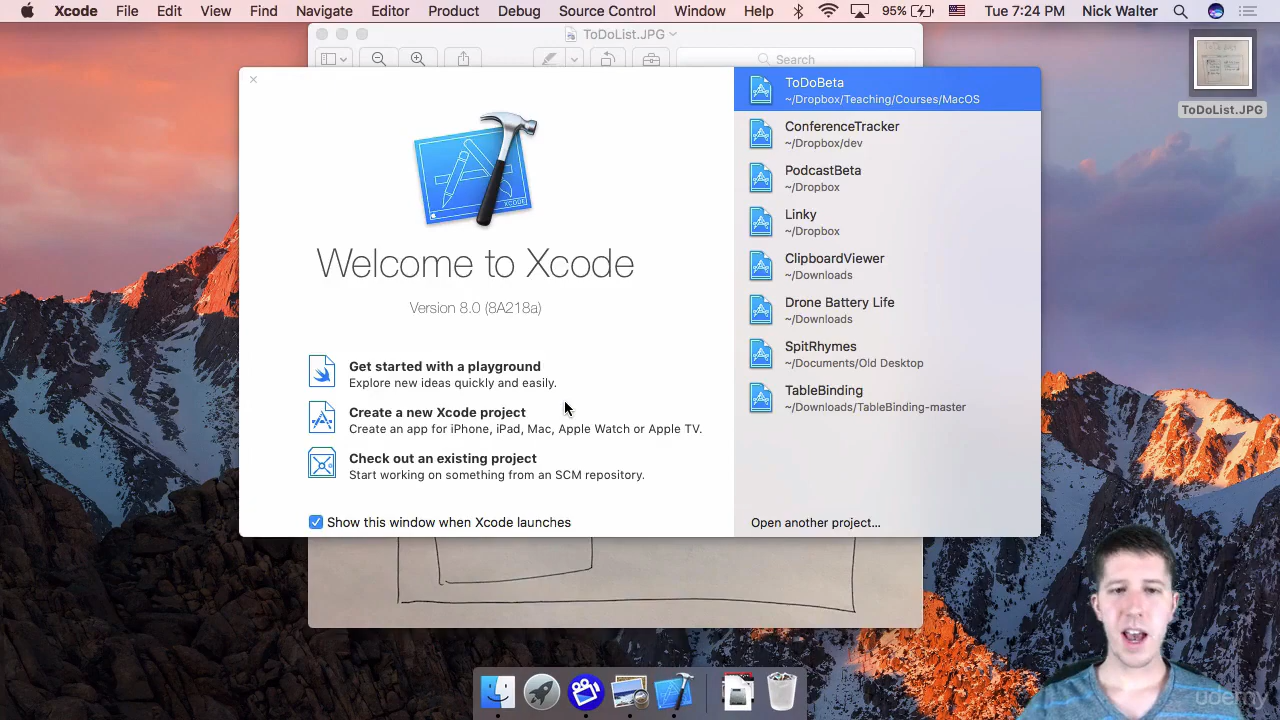 Xcode File Edit View Find Navigate Editor Product Debug Source Control Window Help 95% Tue 7:24 PM Nick Walter
ToDoList.JPG
Search
ToDoList.JPG
XCODE
Welcome to Xcode
Version 8.0 (8A218a)
Get started with a playground
Explore new ideas quickly and easily.
Create a new Xcode project
Create an app for iPhone, iPad, Mac, Apple Watch or Apple TV.
Check out an existing project
Start working on something from an SCM repository.
Show this window when Xcode launches
ToDoBeta
~/Dropbox/Teaching/Courses/MacOS
ConferenceTracker
~/Dropbox/dev
PodcastBeta
~/Dropbox
Linky
~/Dropbox
ClipboardViewer
~/Downloads
Drone Battery Life
~/Downloads
SpitRhymes
~/Documents/Old Desktop
TableBinding
~/Downloads/TableBinding-master
Open another project...
udemy